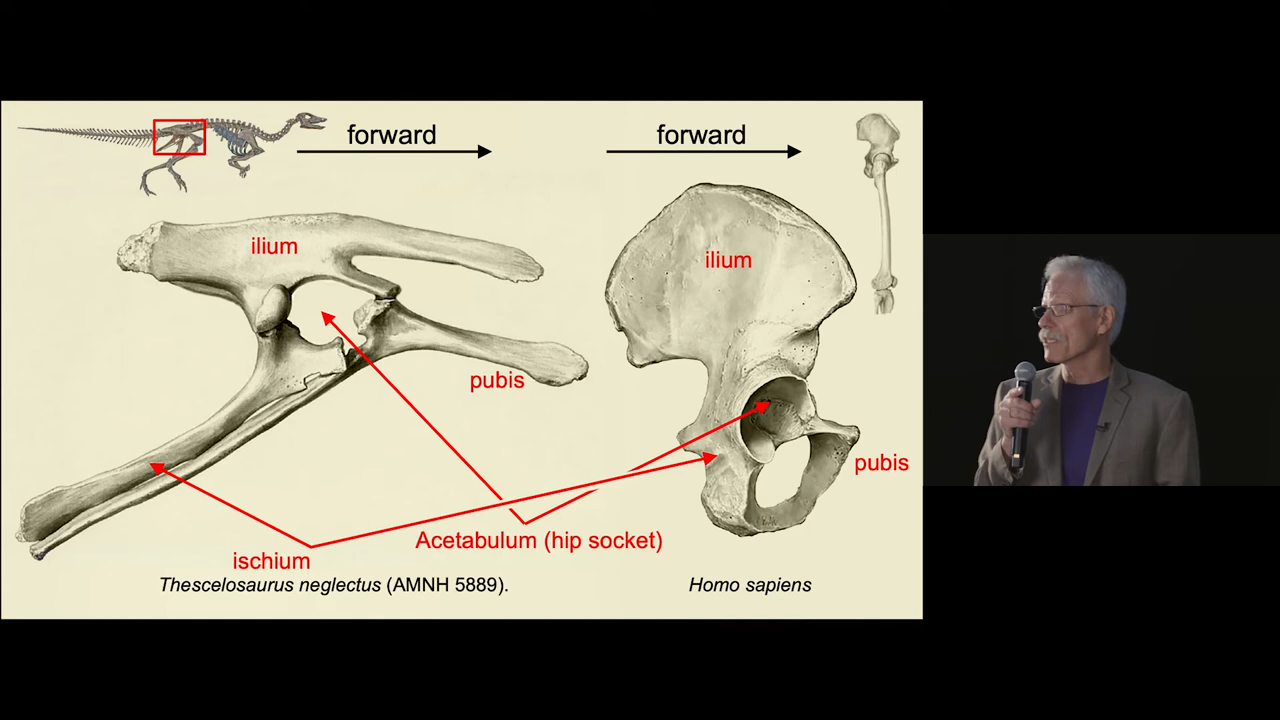 forward
forward
ilium
ilium
pubis
pubis
ischium
Acetabulum (hip socket)
Thescelosaurus neglectus (AMNH 5889).
Homo sapiens